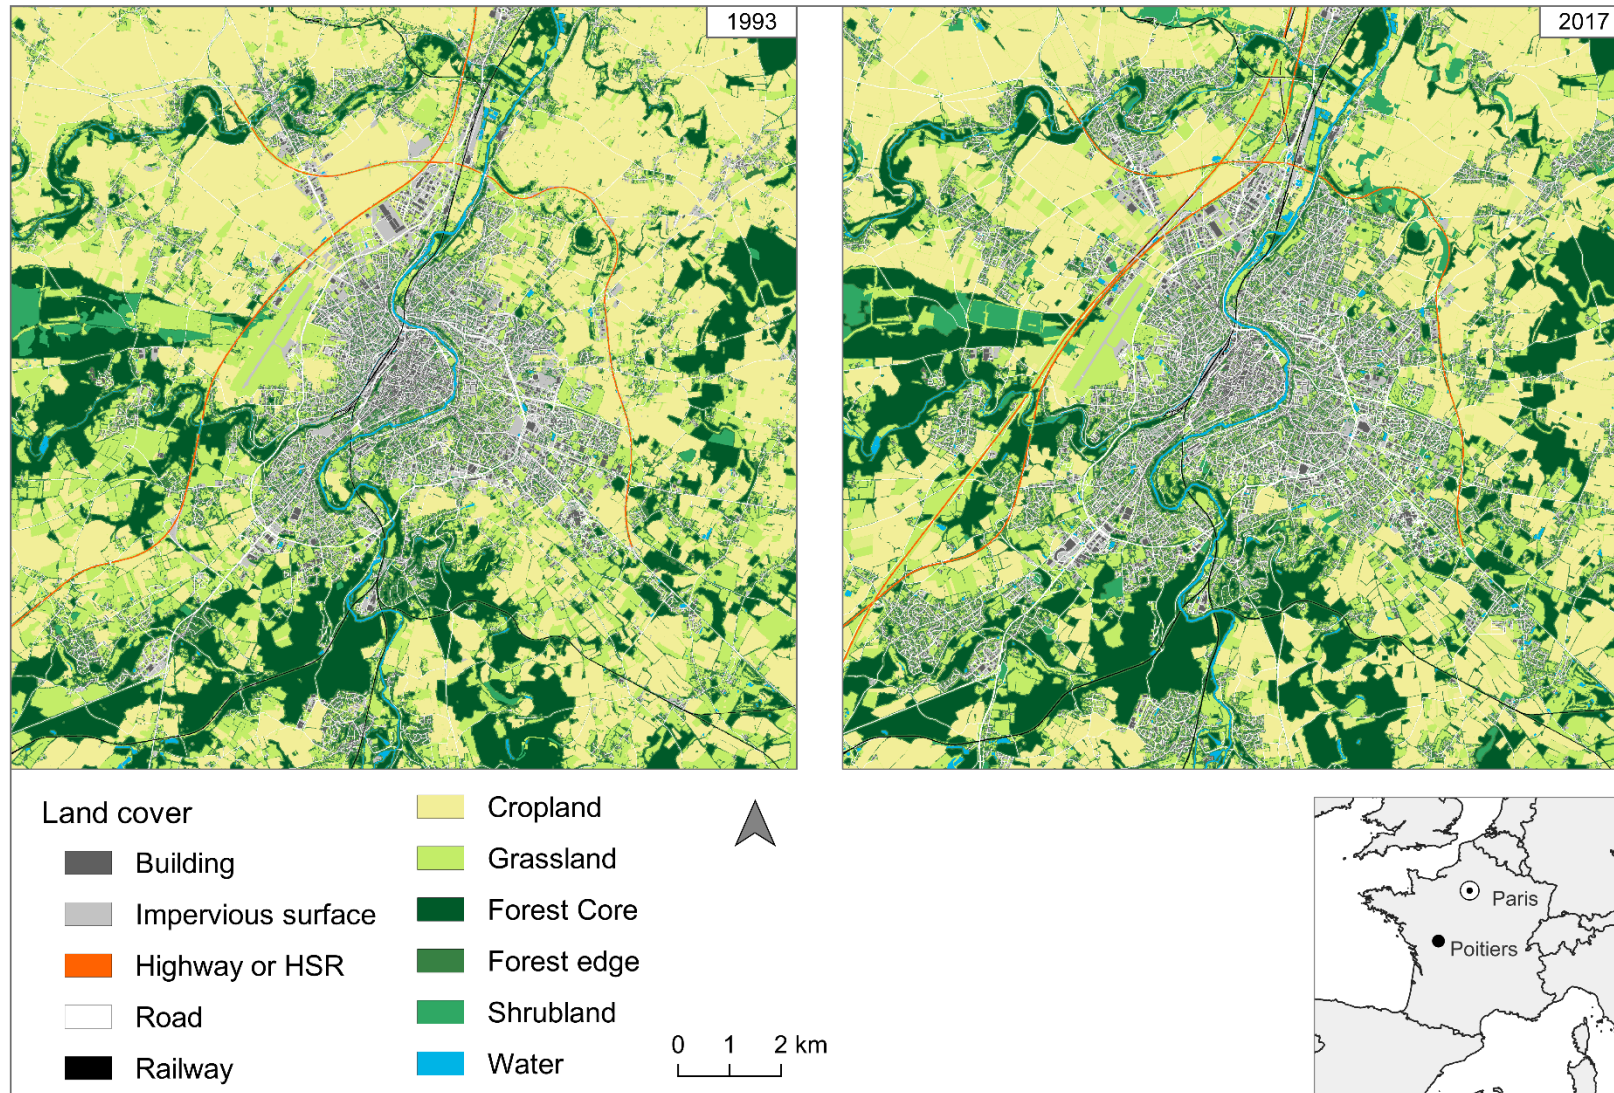 1993
2017
Land cover
Building
Impervious surface
Highway or HSR
Road
Railway
Cropland
Grassland
Forest Core
Forest edge
Shrubland
Water
0 1 2 km
Paris
Poitiers